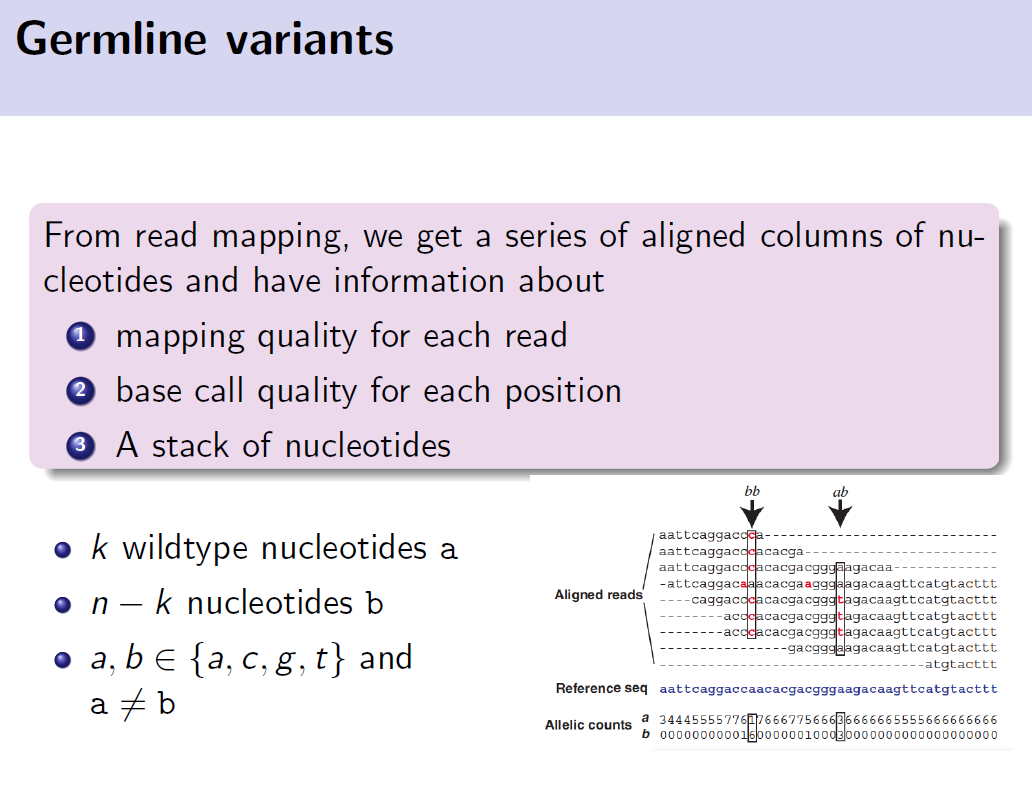 Germline variants
From read mapping, we get a series of aligned columns of nu-
cleotides and have information about
1 mapping quality for each read
2 base call quality for each position
3 A stack of nucleotides
k wildtype nucleotides a
n − k nucleotides b
a, b ∈ {a, c, g, t} and
a ≠ b
bb ab
aattcaggaccca----------------------------
aattcaggacccacacga-----------------------
aattcaggacccacacgacgggaagacaa-------------
-attcaggacaaacacgaagggaagacaagttcatgtacttt
----caggacccacacgacgggtagacaagttcatgtacttt
--------acccacacgacgggtagacaagttcatgtacttt
--------acccacacgacgggtagacaagttcatgtacttt
----------------gacgggaagacaagttcatgtacttt
---------------------------------atgtacttt
Aligned reads
Reference seq aattcaggaccaacacgacgggaagacaagttcatgtacttt
Allelic counts
a 344455557761766677566636666665555666666666
b 000000000016000000100030000000000000000000